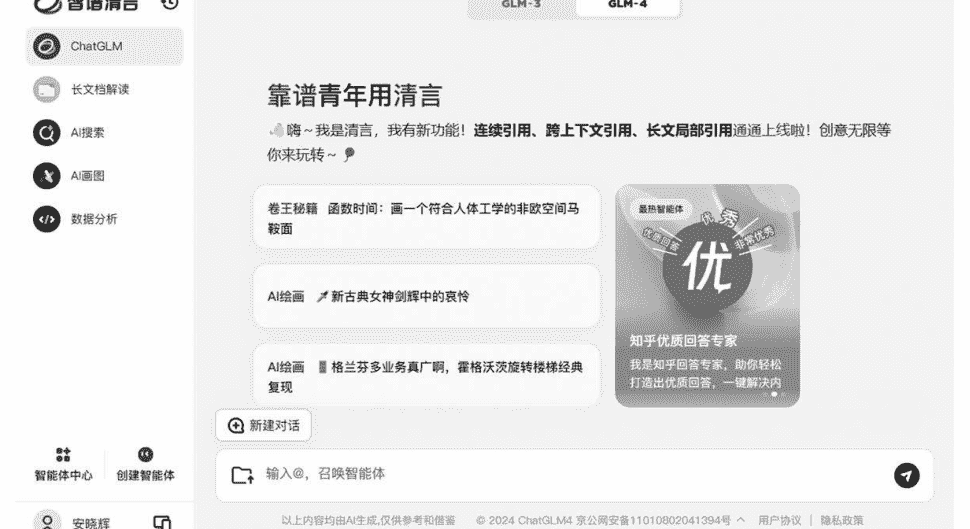 智谱清言
GLM-3
GLM-4
ChatGLM
长文档解读
AI搜索
AI画图
数据分析
靠谱青年用清言
嗨~我是清言，我有新功能！连续引用、跨上下文引用、长文局部引用通通上线啦！创意无限等
你来玩转~
卷王秘籍 函数时间：画一个符合人体工学的非欧空间马
鞍面
AI绘画 新古典女神剑辉中的哀怜
AI绘画 格兰芬多业务真广啊，霍格沃茨旋转楼梯经典
复现
最热智能体
优秀
优质回答
非常优秀
优
知乎优质回答专家
我是知乎回答专家，助你轻松
打造出优质回答，一键解决内
新建对话
输入@，召唤智能体
智能体中心
创建智能体
安晓辉
以上内容均由AI生成,仅供参考和借鉴 © 2024 ChatGLM4 京公网安备11010802041394号 用户协议 | 隐私政策